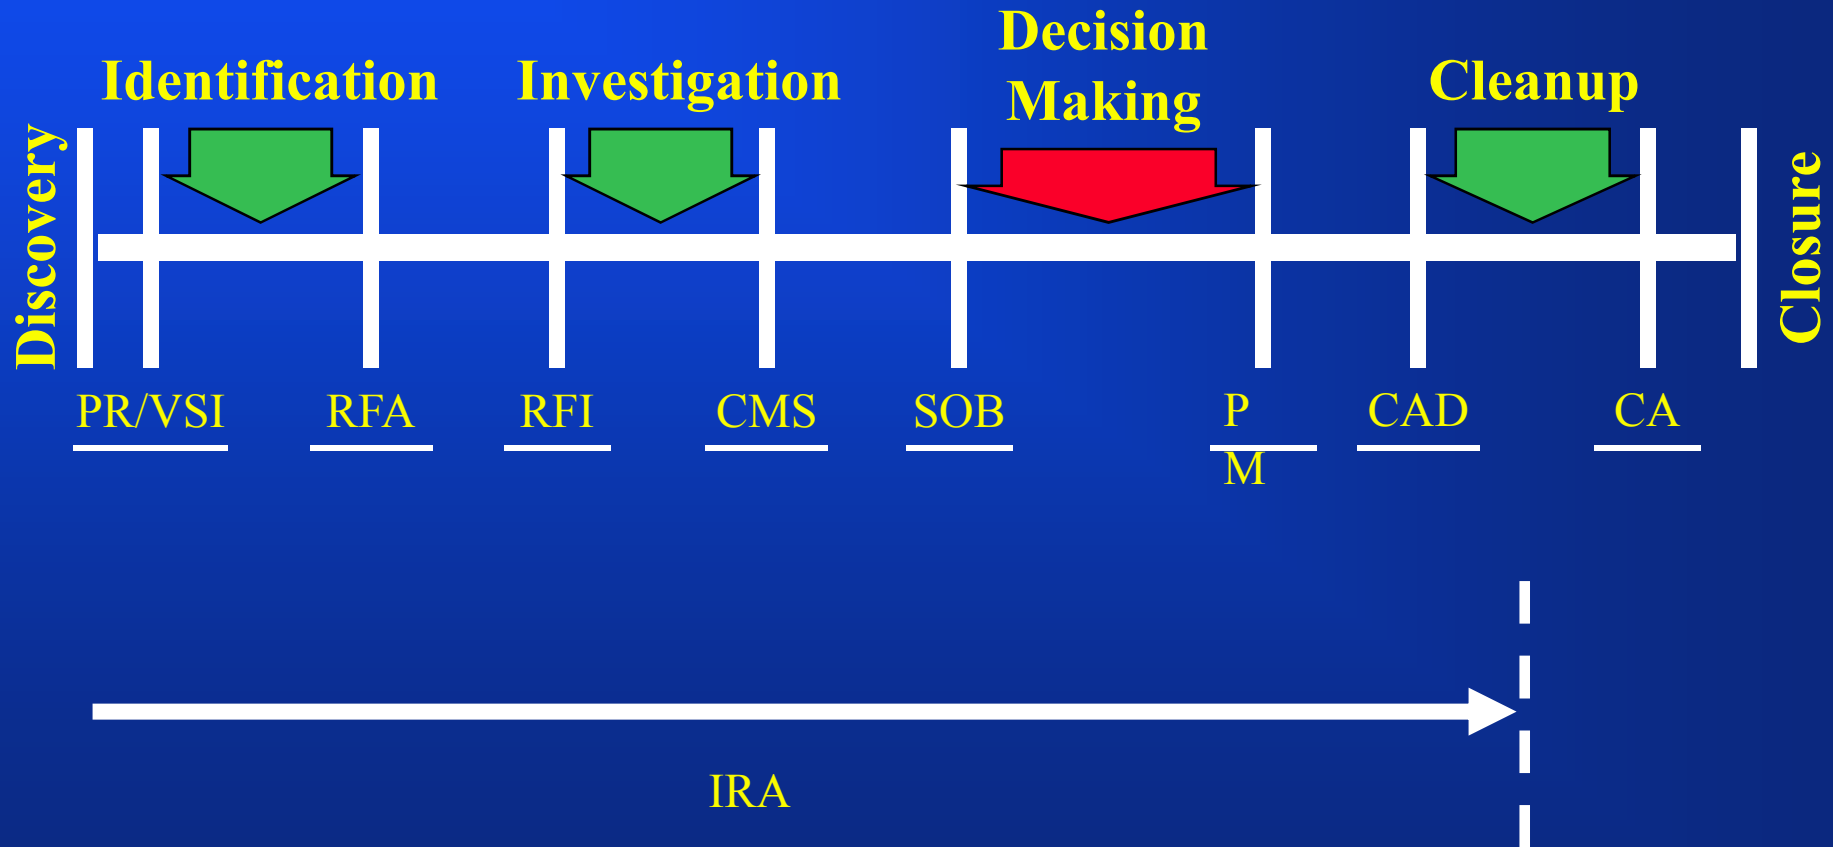 Decision
Making
Identification
Investigation
Cleanup
Discovery
Closure
PR/VSI
RFA
RFI
CMS
SOB
P
M
CAD
CA
IRA